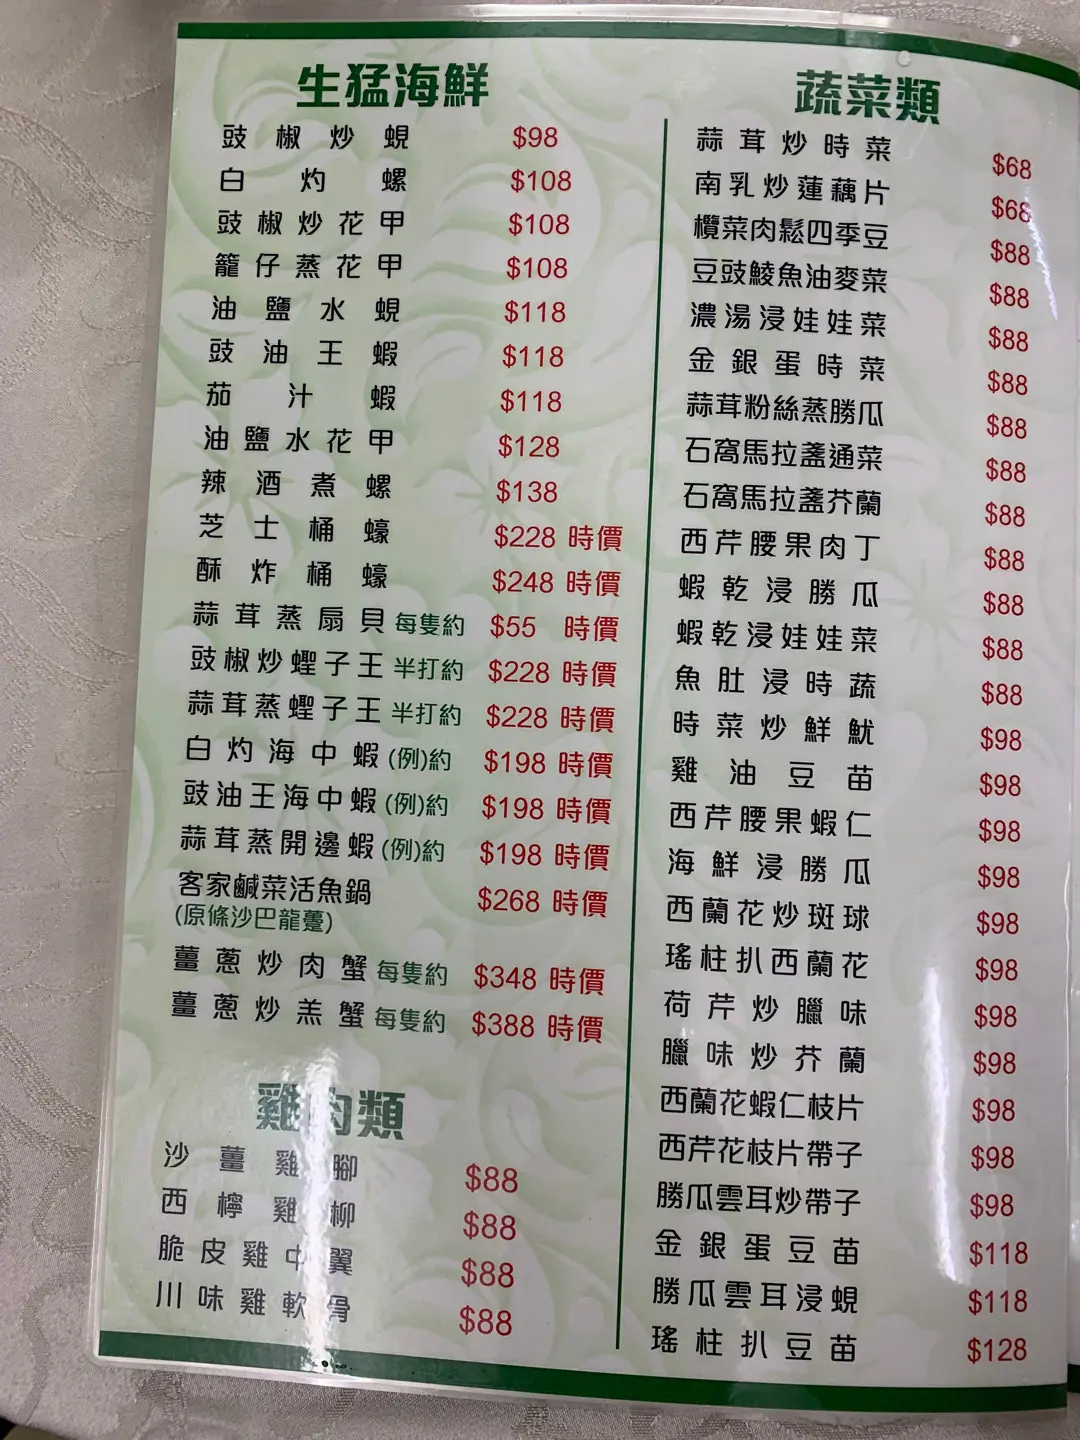 生猛海鮮
豉椒炒蜆 $98
白灼螺 $108
豉椒炒花甲 $108
籠仔蒸花甲 $108
油鹽水蜆 $118
豉油王蝦 $118
茄汁蝦 $118
油鹽水花甲 $128
辣酒煮螺 $138
芝士桶蠔 $228 時價
酥炸桶蠔 $248 時價
蒜茸蒸扇貝 每隻約 $55 時價
豉椒炒蟶子王 半打約 $228 時價
蒜茸蒸蟶子王 半打約 $228 時價
白灼海中蝦 (例)約 $198 時價
豉油王海中蝦 (例)約 $198 時價
蒜茸蒸開邊蝦 (例)約 $198 時價
客家鹹菜活魚鍋 $268 時價
(原條沙巴龍躉)
薑蔥炒肉蟹 每隻約 $348 時價
薑蔥炒羔蟹 每隻約 $388 時價
雞肉類
沙薑雞腳 $88
西檸雞柳 $88
脆皮雞中翼 $88
川味雞軟骨 $88
蔬菜類
蒜茸炒時菜 $68
南乳炒蓮藕片 $68
欖菜肉鬆四季豆 $88
豆豉鯪魚油麥菜 $88
濃湯浸娃娃菜 $88
金銀蛋時菜 $88
蒜茸粉絲蒸勝瓜 $88
石窩馬拉盞通菜 $88
石窩馬拉盞芥蘭 $88
西芹腰果肉丁 $88
蝦乾浸勝瓜 $88
蝦乾浸娃娃菜 $88
魚肚浸時蔬 $88
時菜炒鮮魷 $98
雞油豆苗 $98
西芹腰果蝦仁 $98
海鮮浸勝瓜 $98
西蘭花炒斑球 $98
瑤柱扒西蘭花 $98
荷芹炒臘味 $98
臘味炒芥蘭 $98
西蘭花蝦仁枝片 $98
西芹花枝片帶子 $98
勝瓜雲耳炒帶子 $98
金銀蛋豆苗 $118
勝瓜雲耳浸蜆 $118
瑤柱扒豆苗 $128